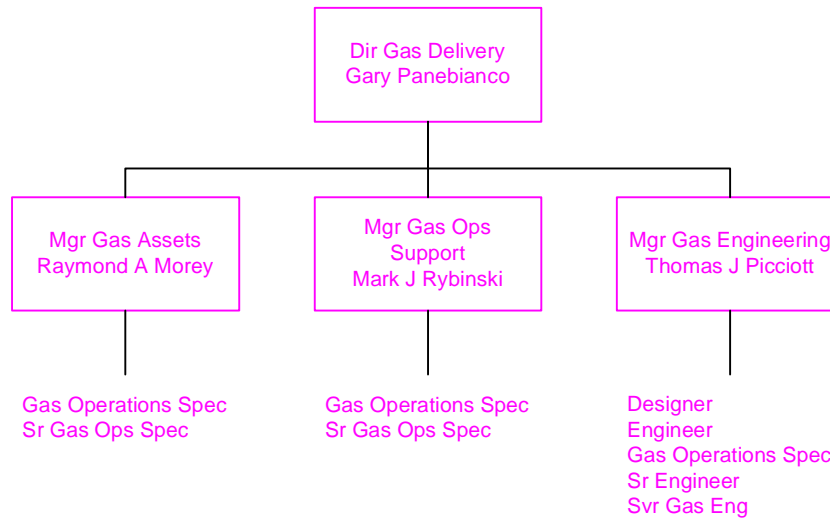 Dir Gas Delivery
Gary Panebianco
Mgr Gas Assets
Raymond A Morey
Mgr Gas Ops
Support
Mark J Rybinski
Mgr Gas Engineering
Thomas J Picciott
Gas Operations Spec
Sr Gas Ops Spec
Gas Operations Spec
Sr Gas Ops Spec
Designer
Engineer
Gas Operations Spec
Sr Engineer
Svr Gas Eng